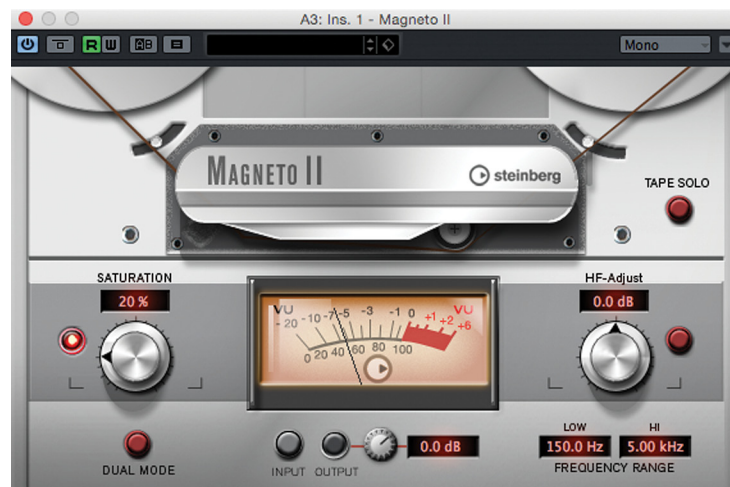 A3: Ins. 1 - Magneto II
R W AB Mono
MAGNETO II
steinberg
TAPE SOLO
SATURATION
20 %
HF-Adjust
0.0 dB
VU VU
- 20 -10 -7 -5 -3 -1 0 +1 +2 +6
0 20 40 60 80 100
DUAL MODE
INPUT OUTPUT 0.0 dB
LOW HI
150.0 Hz 5.00 kHz
FREQUENCY RANGE